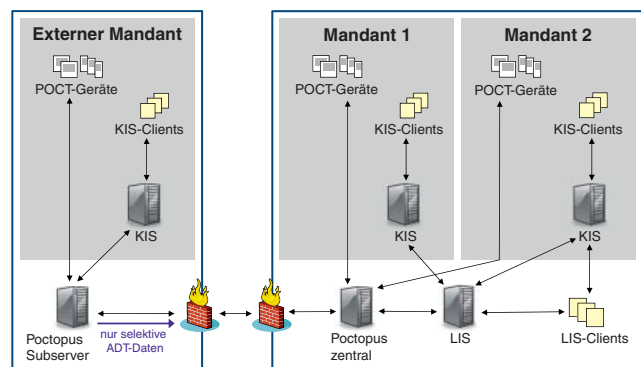 Externer Mandant
POCT-Geräte
KIS-Clients
KIS
Poctopus
Subserver
nur selektive
ADT-Daten
Mandant 1
POCT-Geräte
KIS-Clients
KIS
Mandant 2
POCT-Geräte
KIS-Clients
KIS
Poctopus
zentral
LIS
LIS-Clients